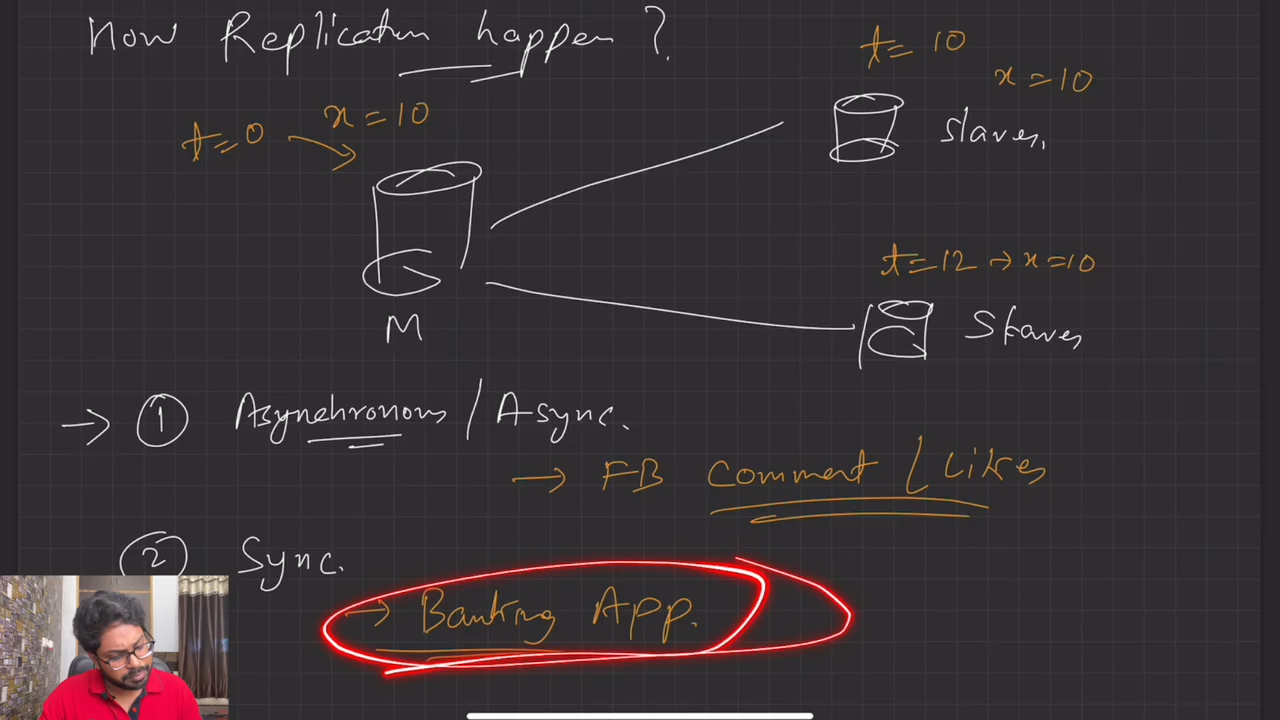 How Replication happen ?
t = 10
x = 10
t = 0 → x = 10
slaves,
t = 12 → x = 10
M
Slaves
→ ① Asynchronous / Async.
→ FB Comment / Likes
② Sync.
→ Banking App.